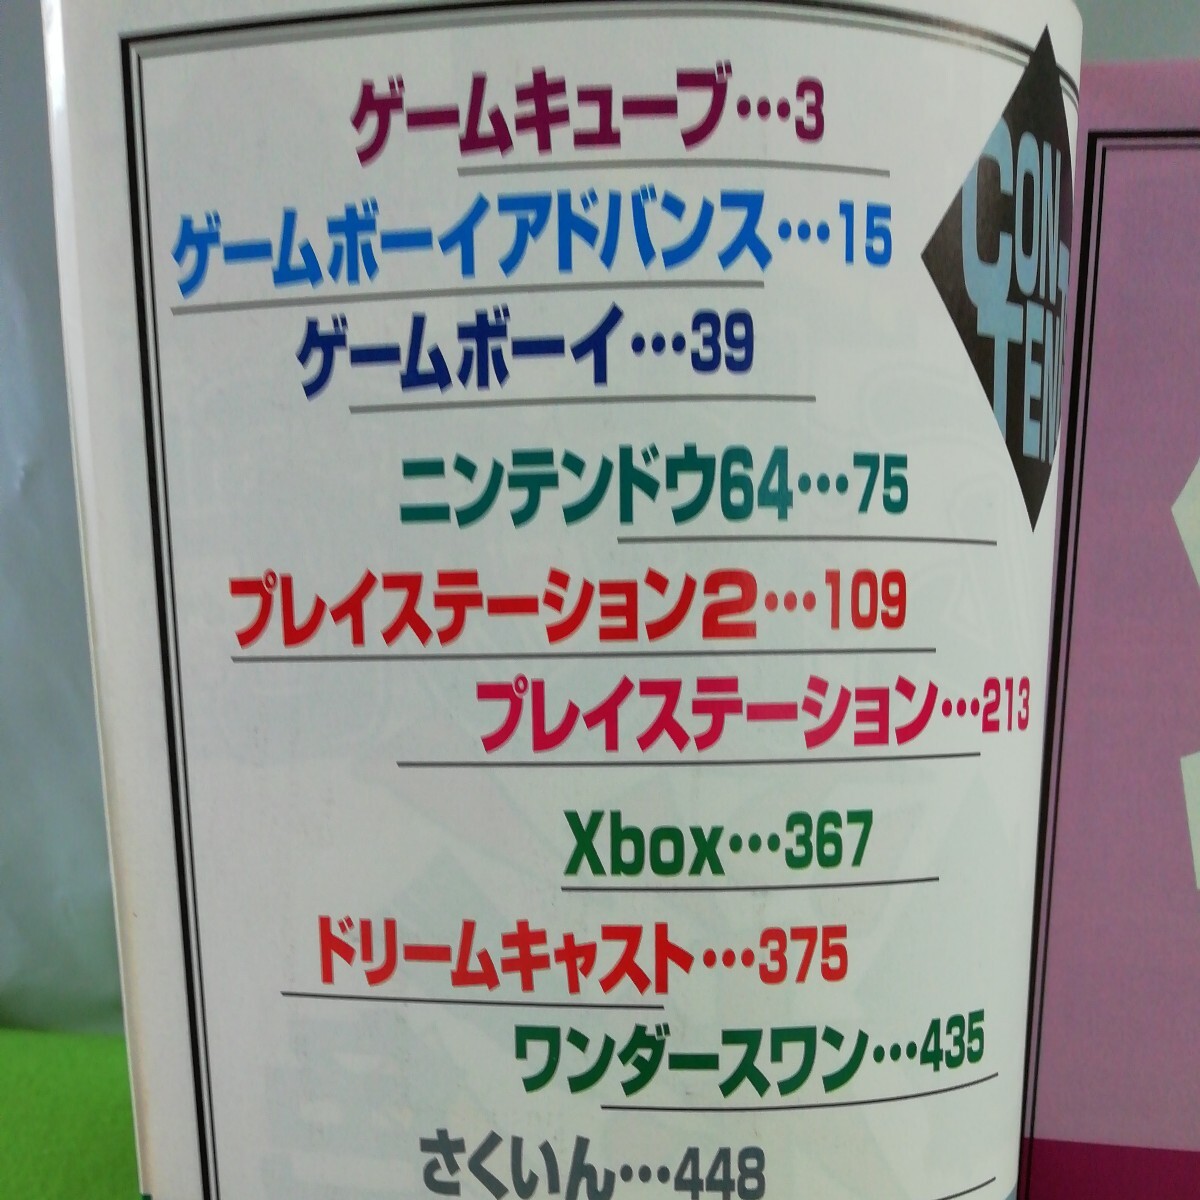 ゲームキューブ…3
ゲームボーイアドバンス…15
ゲームボーイ…39
ニンテンドウ64…75
プレイステーション2…109
プレイステーション…213
Xbox…367
ドリームキャスト…375
ワンダースワン…435
さくいん…448
CON
TEN